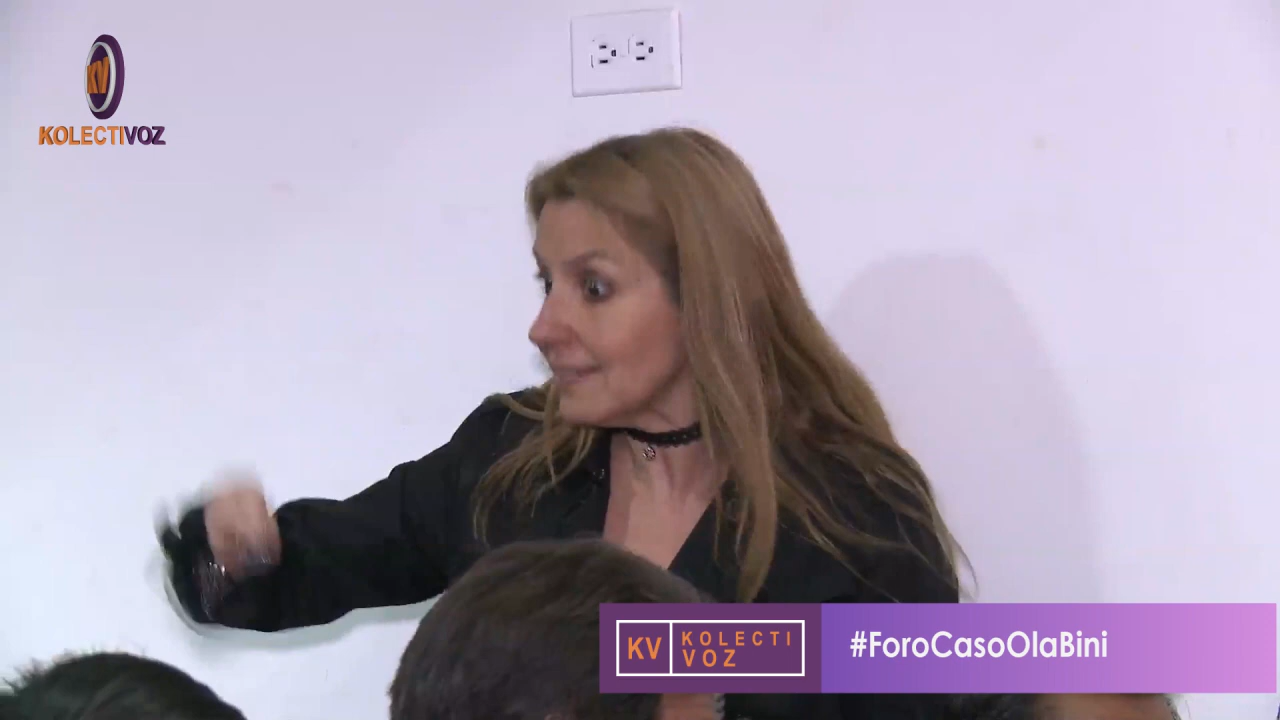 KV
KOLECTIVOZ
KV
KOLECTI
VOZ
#ForoCasoOlaBini